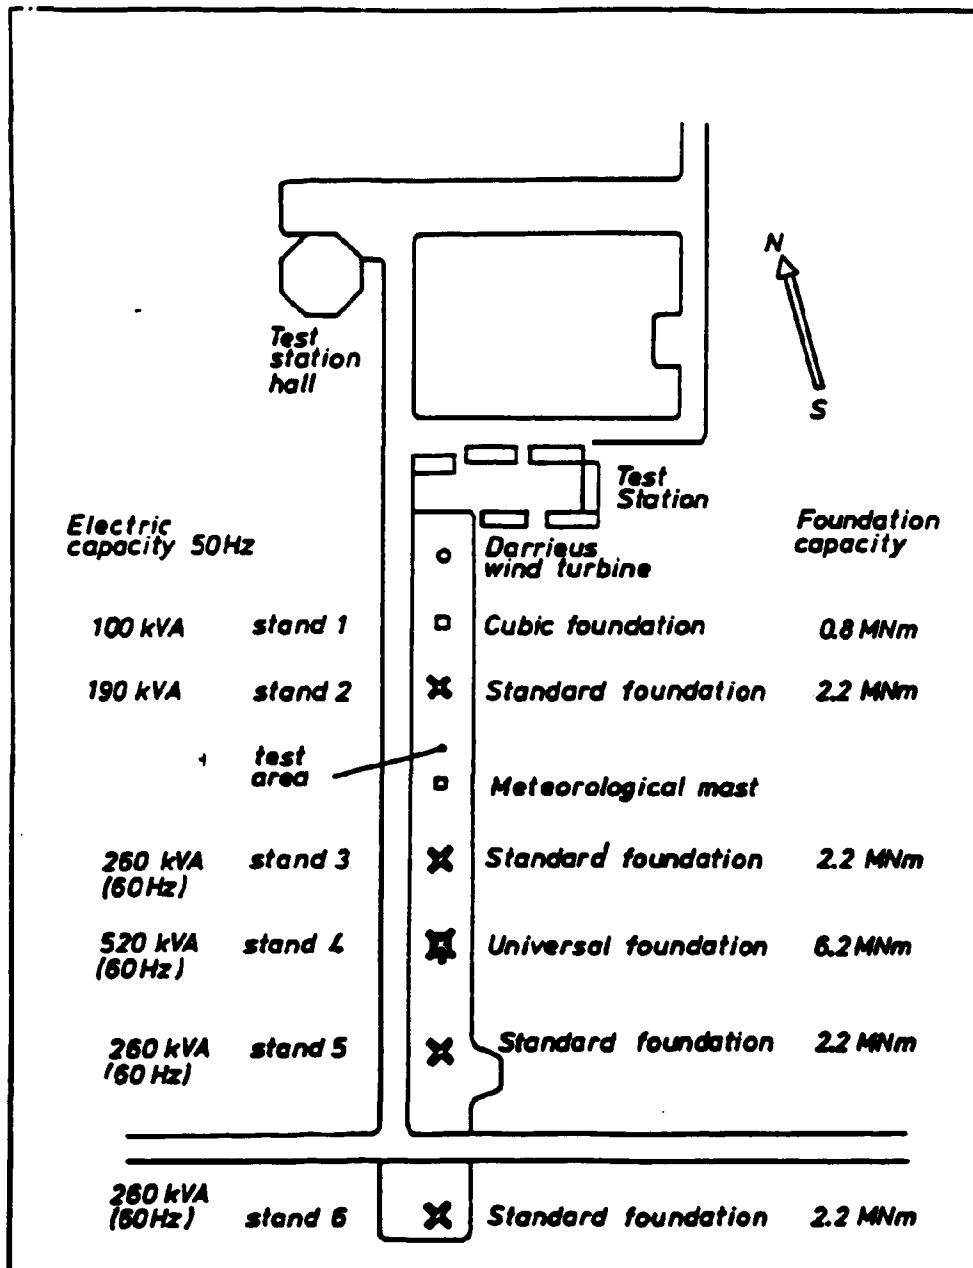 N
S
Test
station
hall
Test
Station
Electric
capacity 50Hz
Foundation
capacity
Darrieus
wind turbine
100 kVA stand 1 Cubic foundation 0.8 MNm
190 kVA stand 2 Standard foundation 2.2 MNm
test
area
Meteorological mast
260 kVA stand 3 Standard foundation 2.2 MNm
(60Hz)
520 kVA stand 4 Universal foundation 6.2 MNm
(60Hz)
260 kVA stand 5 Standard foundation 2.2 MNm
(60Hz)
260 kVA
(60Hz) stand 6 Standard foundation 2.2 MNm